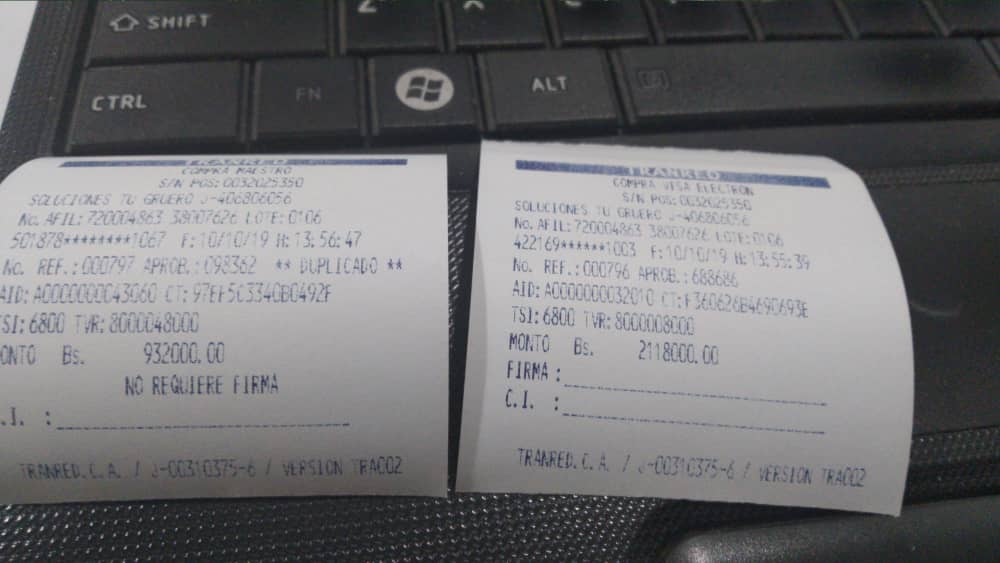 SHIFT
CTRL
FN
ALT
TRANRED
COMPRA MAESTRO
S/N POS: 0032025350
SOLUCIONES TU GRUERO J-406806056
No. AFIL: 720004863 38007626 LOTE: 0106
501878********1067 F: 10/10/19 H: 13:56:47
No. REF.: 000797 APROB.: 098362 ** DUPLICADO **
AID: A0000000043060 CT: 97EF5C3340B0492F
TSI: 6800 TVR: 8000048000
MONTO Bs. 932000.00
NO REQUIERE FIRMA
C.I. :
TRANRED.C.A. / J-00310375-6 / VERSION TRA002
TRANRED
COMPRA VISA ELECTRON
S/N POS: 0032025350
SOLUCIONES TU GRUERO J-406806056
No. AFIL: 720004863 38007626 LOTE: 0106
422169******1003 F: 10/10/19 H: 13:55:39
No. REF.: 000796 APROB.: 688686
AID: A0000000032010 CT: F360626B4690693E
TSI: 6800 TVR: 8000008000
MONTO Bs. 2118000.00
FIRMA :
C.I. :
TRANRED.C.A. / J-00310375-6 / VERSION TRA002